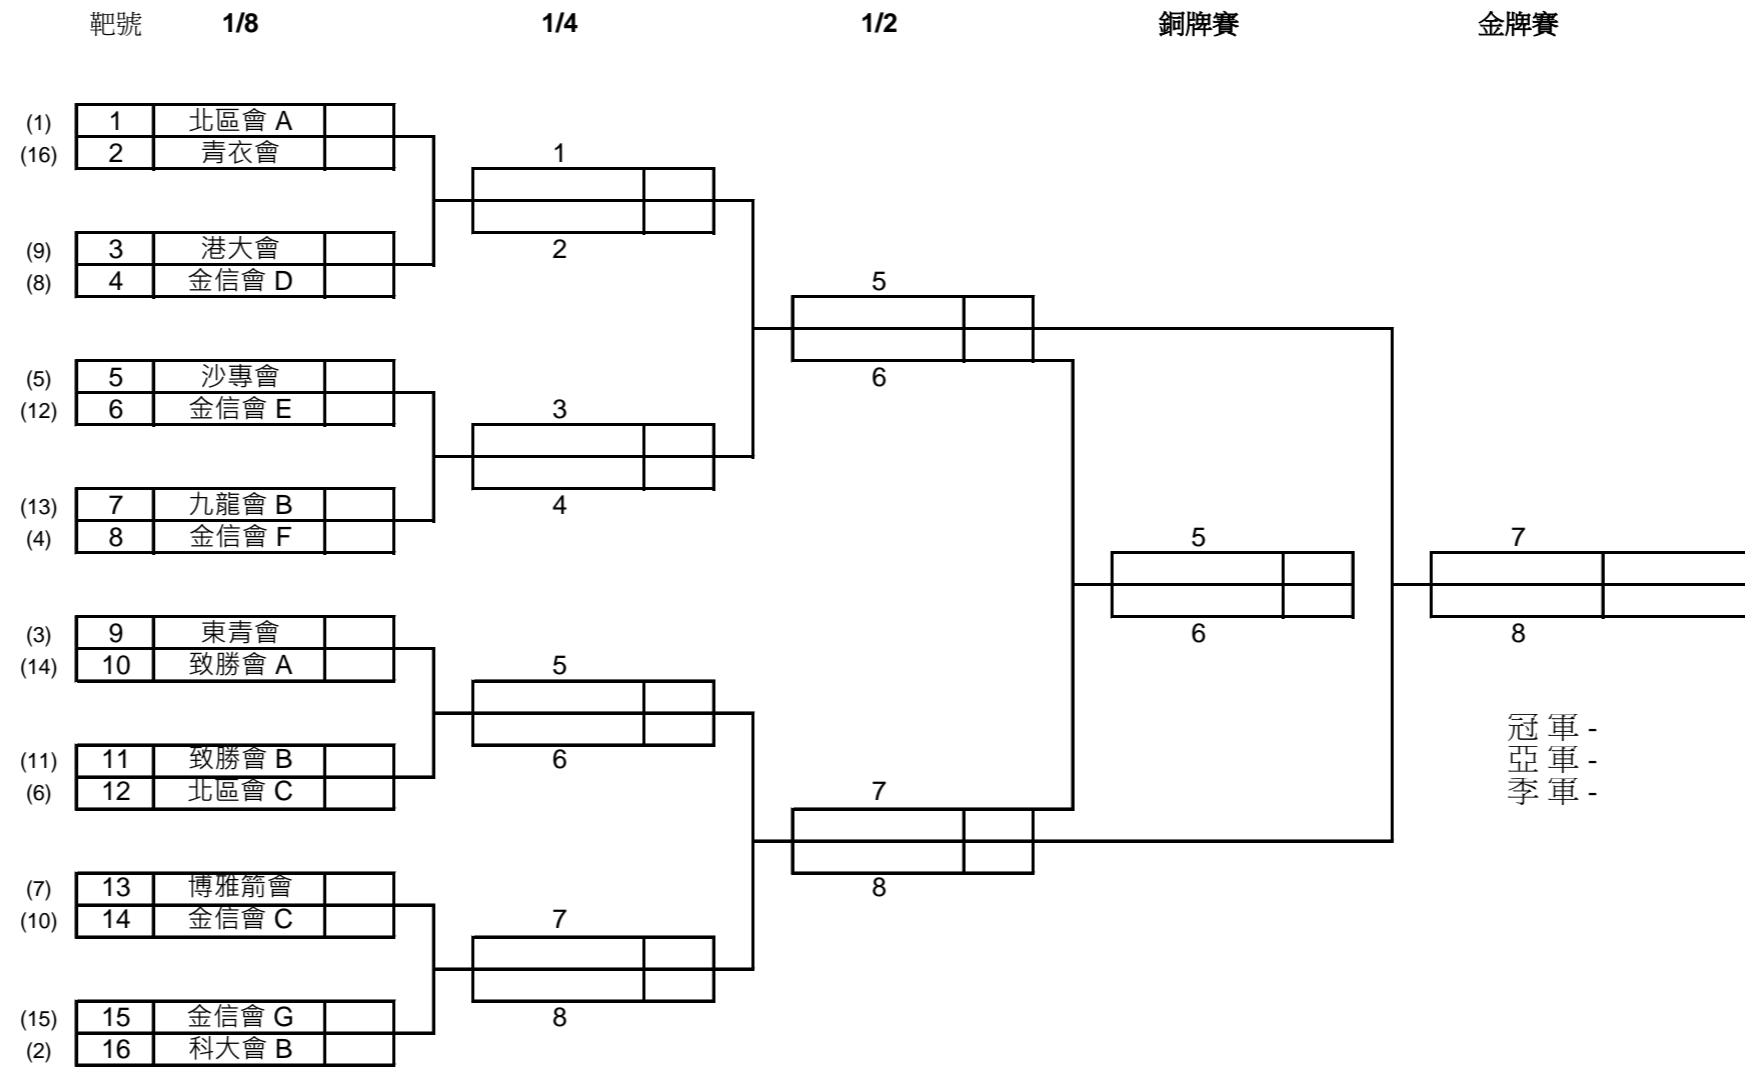 靶號 1/8 1/4 1/2 銅牌賽 金牌賽
(1) 1 北區會 A
(16) 2 青衣會 1
(9) 3 港大會 2
(8) 4 金信會 D 5
(5) 5 沙專會 6
(12) 6 金信會 E 3
(13) 7 九龍會 B 4
(4) 8 金信會 F 5 7
(3) 9 東青會 6 8
(14) 10 致勝會 A 5
冠 軍 -
(11) 11 致勝會 B 6 亞 軍 -
(6) 12 北區會 C 7 季 軍 -
(7) 13 博雅箭會 8
(10) 14 金信會 C 7
(15) 15 金信會 G 8
(2) 16 科大會 B